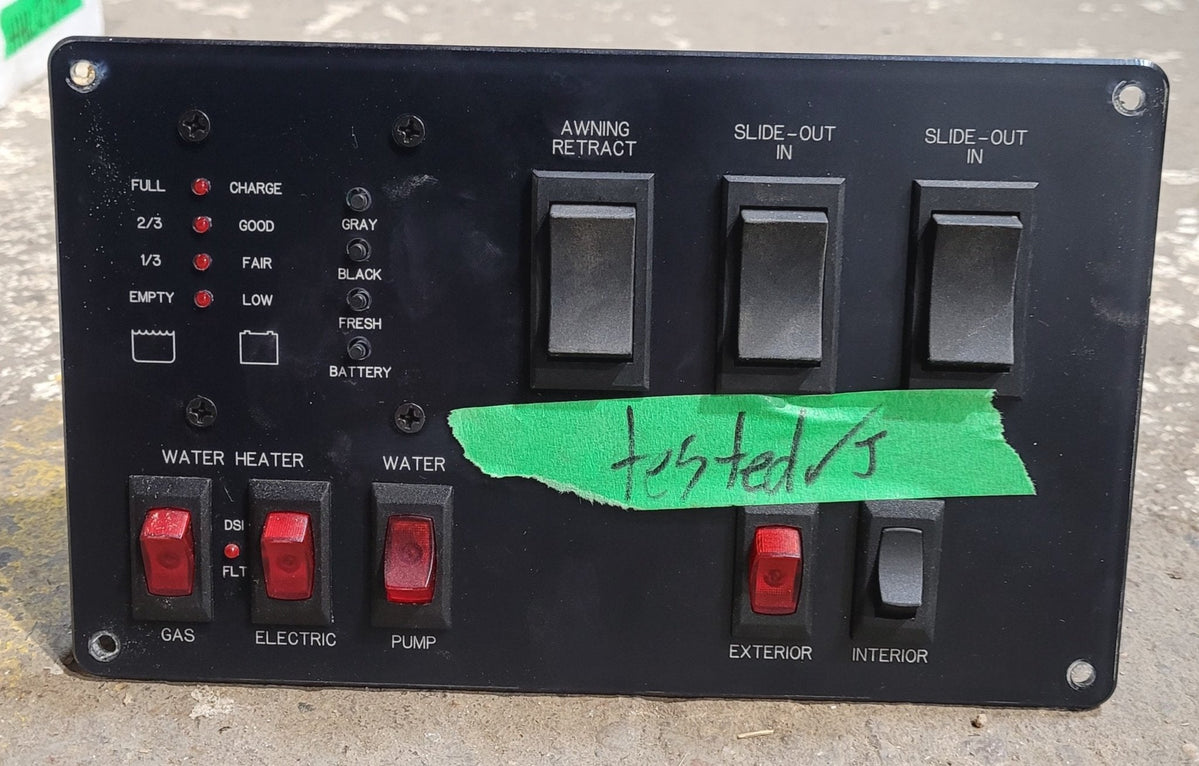 AWNING
RETRACT
SLIDE-OUT
IN
SLIDE-OUT
IN
FULL CHARGE
2/3 GOOD
1/3 FAIR
EMPTY LOW
GRAY
BLACK
FRESH
BATTERY
tested ✓ J
WATER HEATER
WATER
DSI
FLT
GAS
ELECTRIC
PUMP
EXTERIOR
INTERIOR